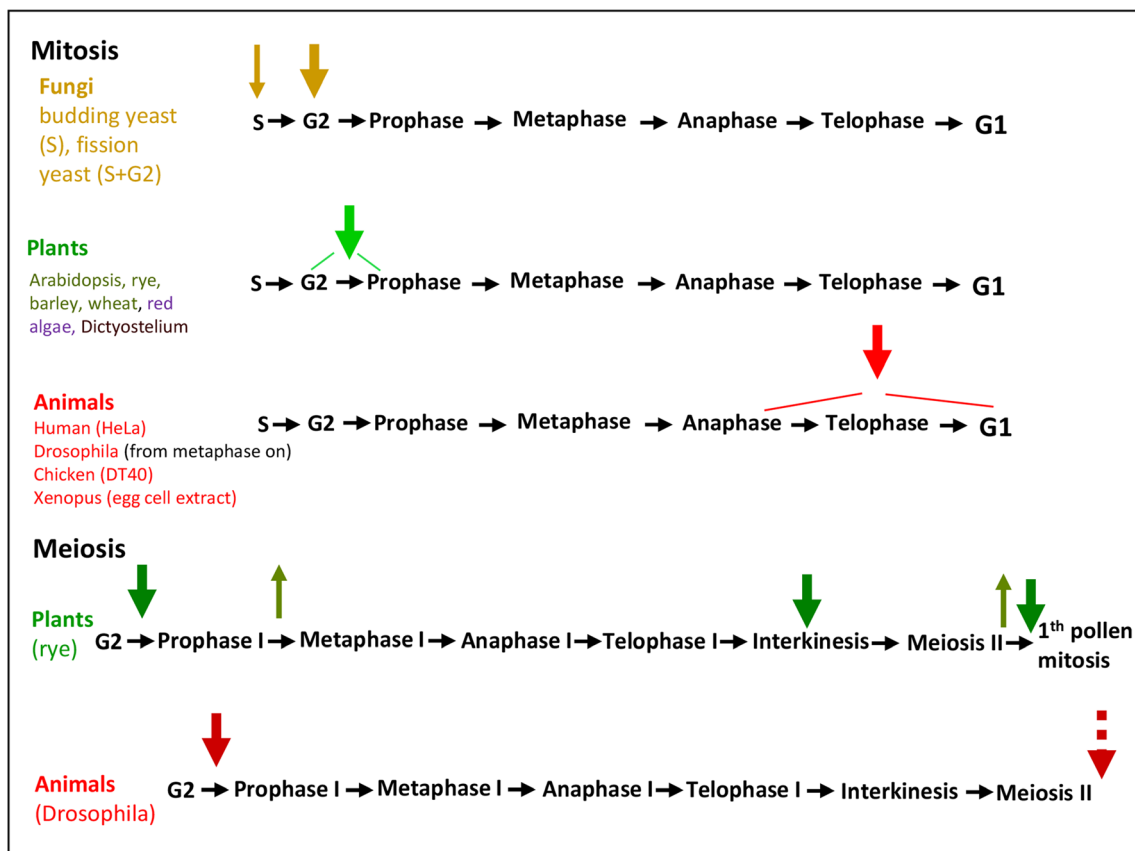 Mitosis
Fungi
budding yeast
(S), fission
yeast (S+G2)
S G2 Prophase Metaphase Anaphase Telophase G1
Plants
Arabidopsis, rye,
barley, wheat, red
algae, Dictyostelium
S G2 Prophase Metaphase Anaphase Telophase G1
Animals
Human (HeLa)
Drosophila (from metaphase on)
Chicken (DT40)
Xenopus (egg cell extract)
S G2 Prophase Metaphase Anaphase Telophase G1
Meiosis
Plants
(rye)
G2 Prophase I Metaphase I Anaphase I Telophase I Interkinesis Meiosis II 1th pollen
mitosis
Animals
(Drosophila)
G2 Prophase I Metaphase I Anaphase I Telophase I Interkinesis Meiosis II